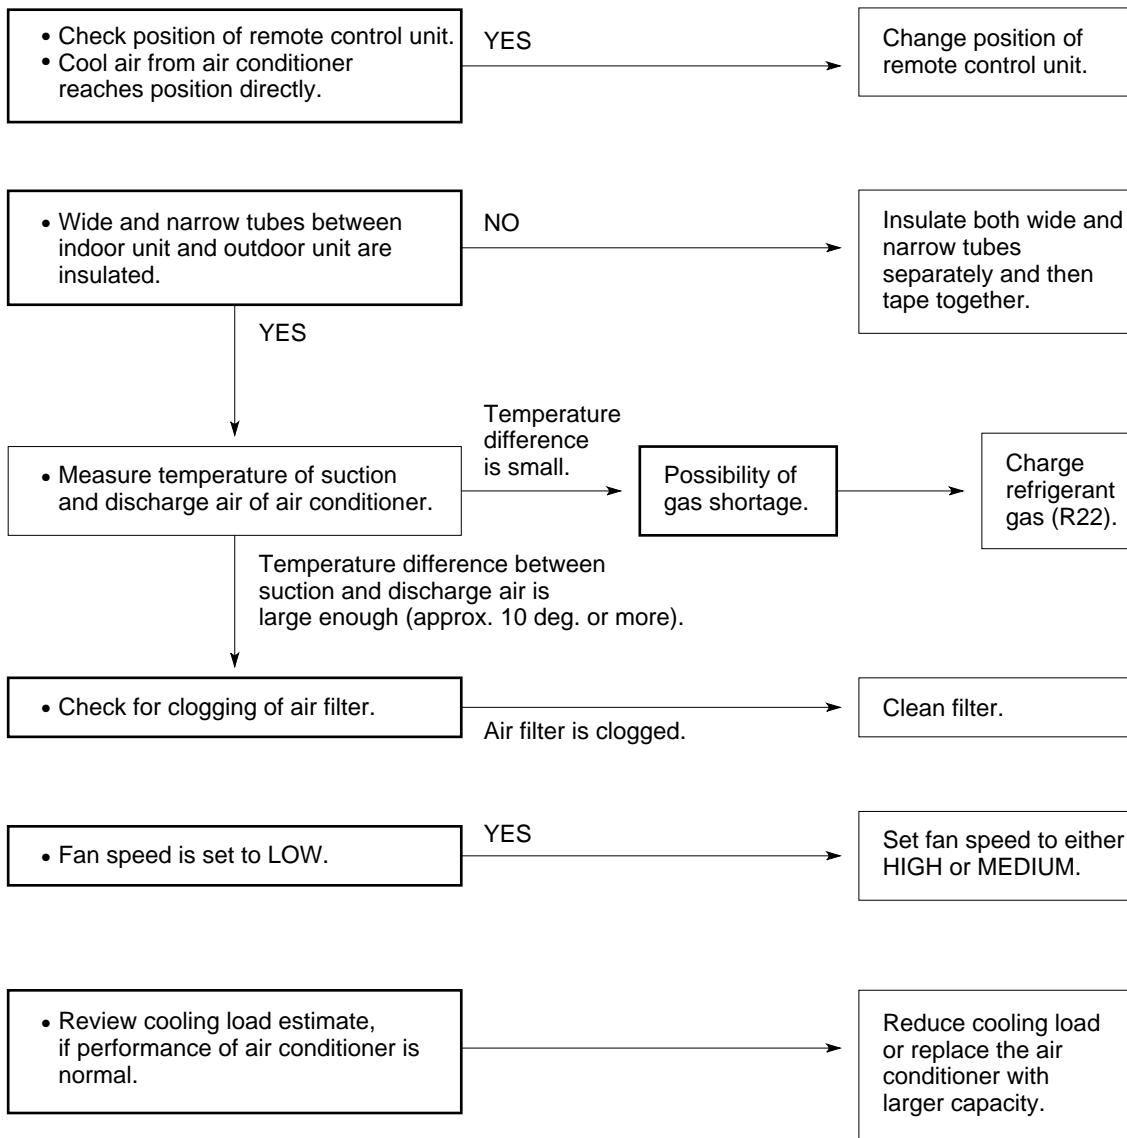 • Check position of remote control unit.
• Cool air from air conditioner
reaches position directly.
YES
Change position of
remote control unit.
• Wide and narrow tubes between
indoor unit and outdoor unit are
insulated.
NO
Insulate both wide and
narrow tubes
separately and then
tape together.
YES
• Measure temperature of suction
and discharge air of air conditioner.
Temperature
difference
is small.
Possibility of
gas shortage.
Charge
refrigerant
gas (R22).
Temperature difference between
suction and discharge air is
large enough (approx. 10 deg. or more).
• Check for clogging of air filter.
Air filter is clogged.
Clean filter.
• Fan speed is set to LOW.
YES
Set fan speed to either
HIGH or MEDIUM.
• Review cooling load estimate,
if performance of air conditioner is
normal.
Reduce cooling load
or replace the air
conditioner with
larger capacity.